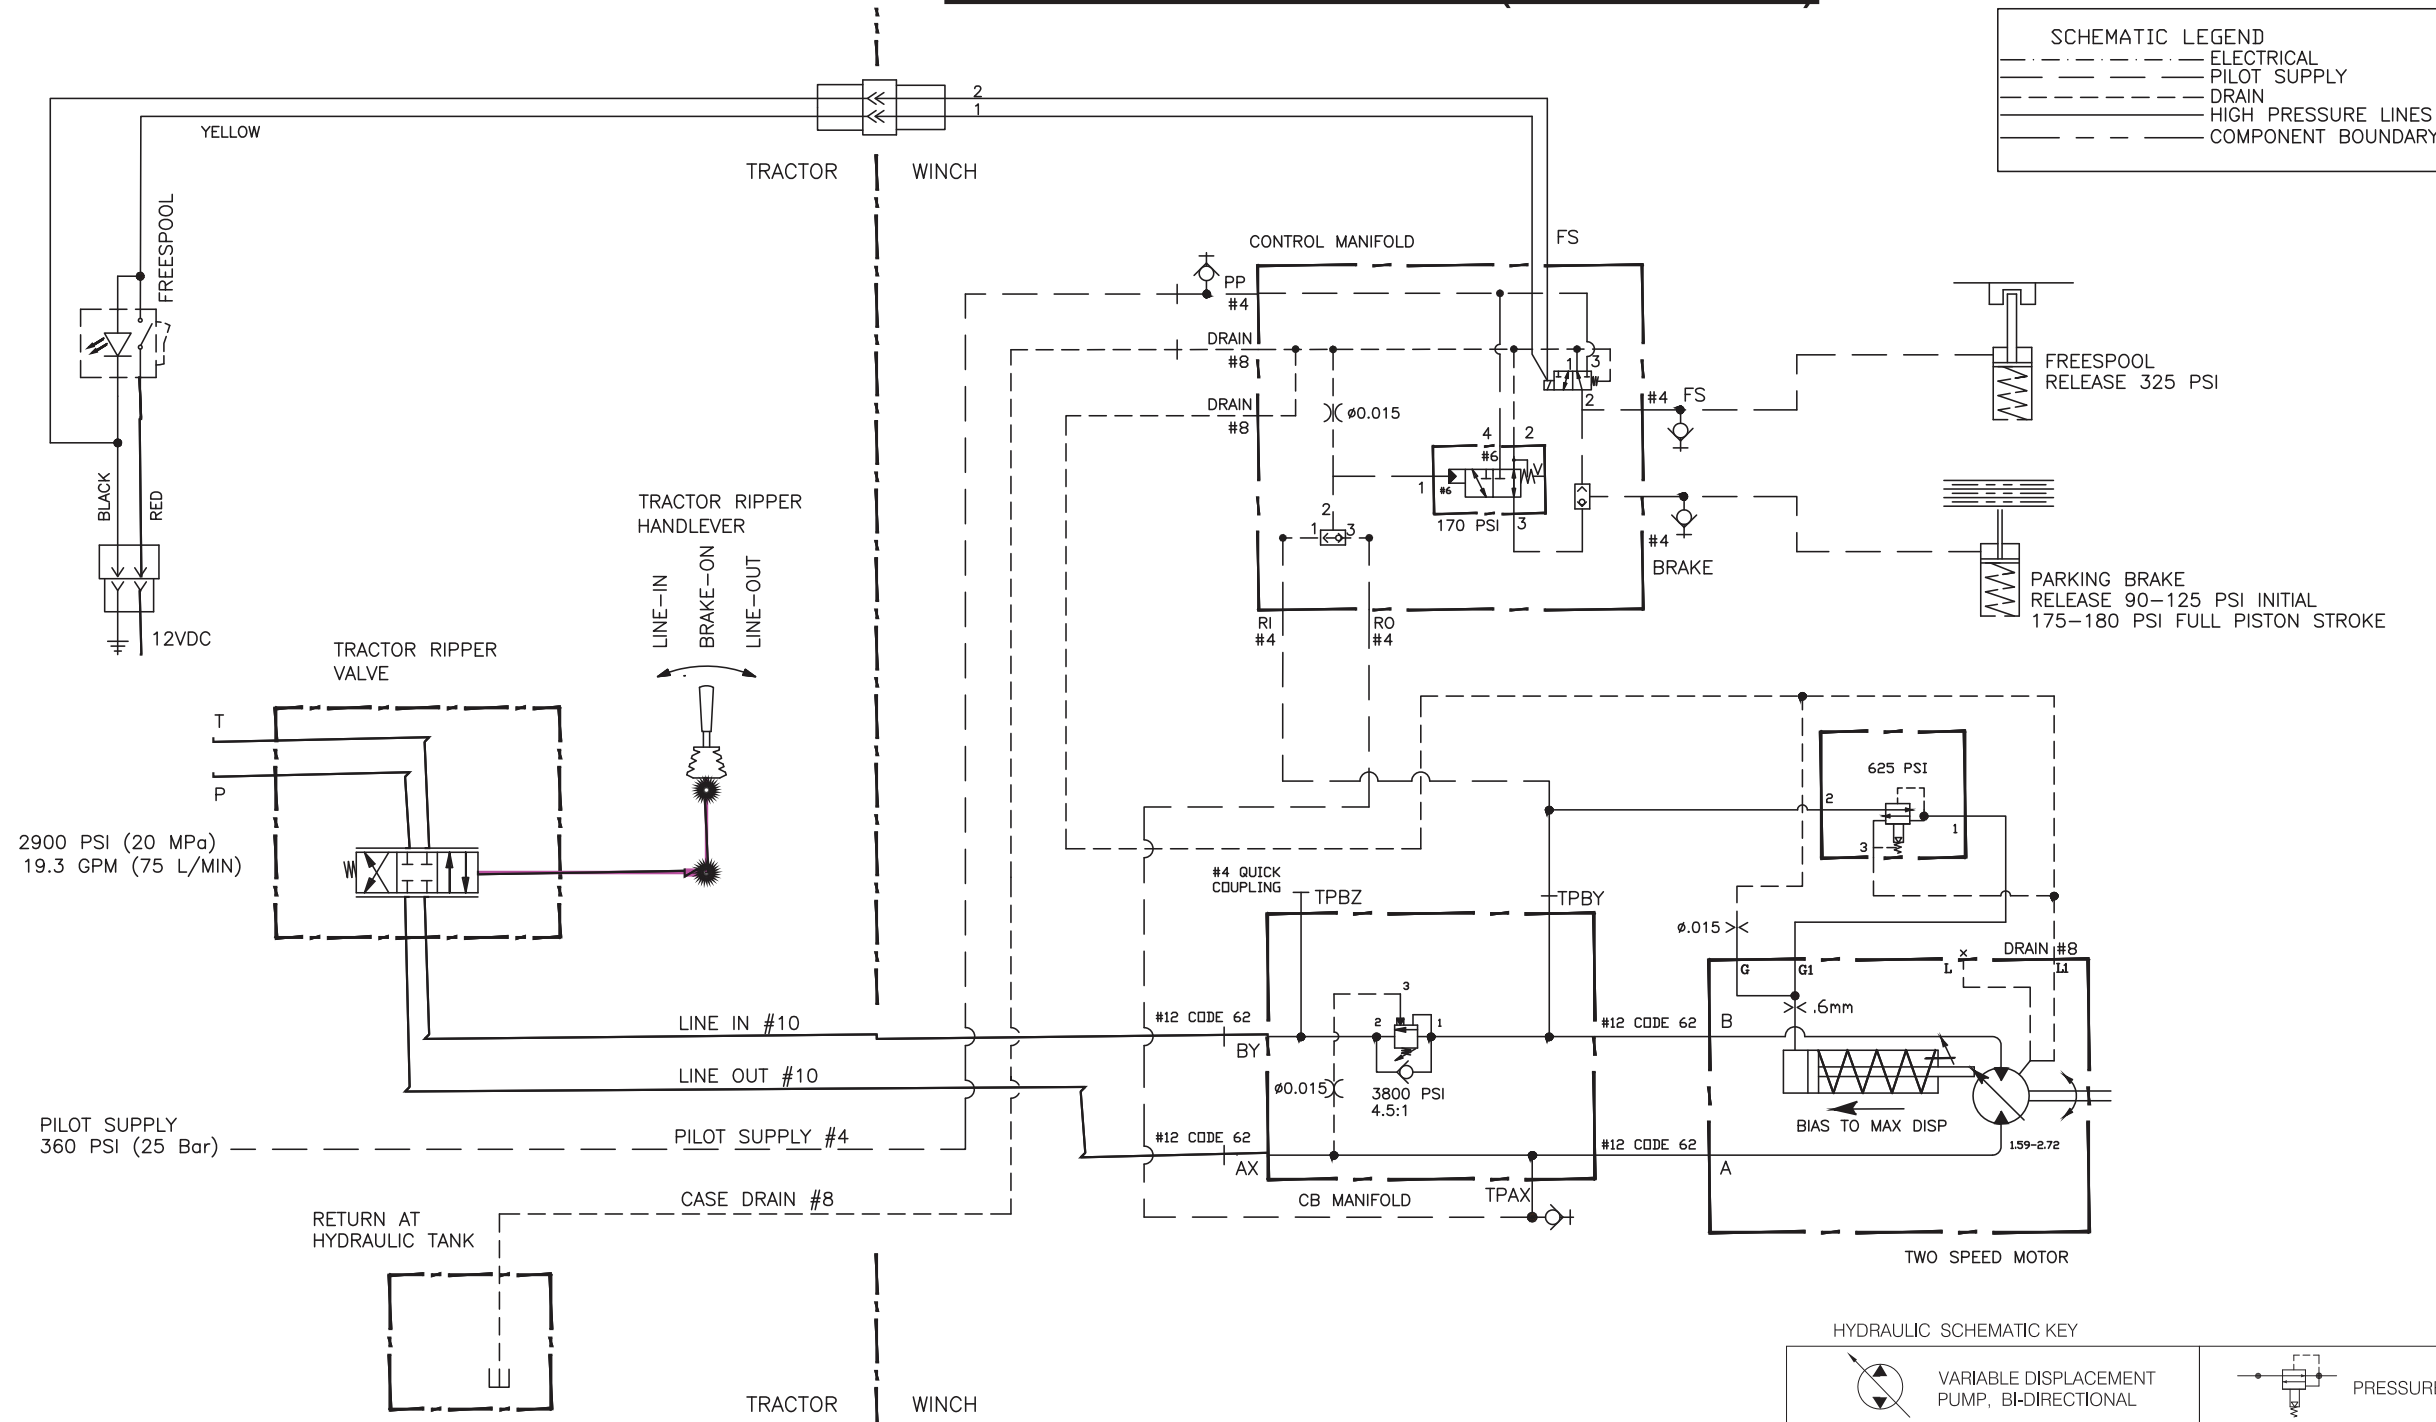 SCHEMATIC LEGEND
ELECTRICAL
PILOT SUPPLY
DRAIN
HIGH PRESSURE LINES
COMPONENT BOUNDARY
2
1
YELLOW
TRACTOR
WINCH
FREESPOOL
BLACK
RED
12VDC
TRACTOR RIPPER
HANDLEVER
LINE-IN
BRAKE-ON
LINE-OUT
TRACTOR RIPPER
VALVE
T
P
2900 PSI (20 MPa)
19.3 GPM (75 L/MIN)
CONTROL MANIFOLD
FS
PP
#4
DRAIN
#8
DRAIN
#8
ø0.015
1
3
2
#4
FS
4
2
#6
#6
V
1
170 PSI
3
2
1
3
#4
BRAKE
RI
#4
RO
#4
FREESPOOL
RELEASE 325 PSI
PARKING BRAKE
RELEASE 90-125 PSI INITIAL
175-180 PSI FULL PISTON STROKE
625 PSI
2
1
3
#4 QUICK
COUPLING
TPBZ
TPBY
ø.015
DRAIN #8
G
G1
L
x
L1
.6mm
LINE IN #10
#12 CODE 62
BY
3
2
1
#12 CODE 62
B
LINE OUT #10
ø0.015
3800 PSI
4.5:1
BIAS TO MAX DISP
1.59-2.72
PILOT SUPPLY
360 PSI (25 Bar)
PILOT SUPPLY #4
#12 CODE 62
AX
#12 CODE 62
A
CASE DRAIN #8
CB MANIFOLD
TPAX
RETURN AT
HYDRAULIC TANK
TWO SPEED MOTOR
TRACTOR
WINCH
HYDRAULIC SCHEMATIC KEY
VARIABLE DISPLACEMENT
PUMP, BI-DIRECTIONAL
PRESSURE